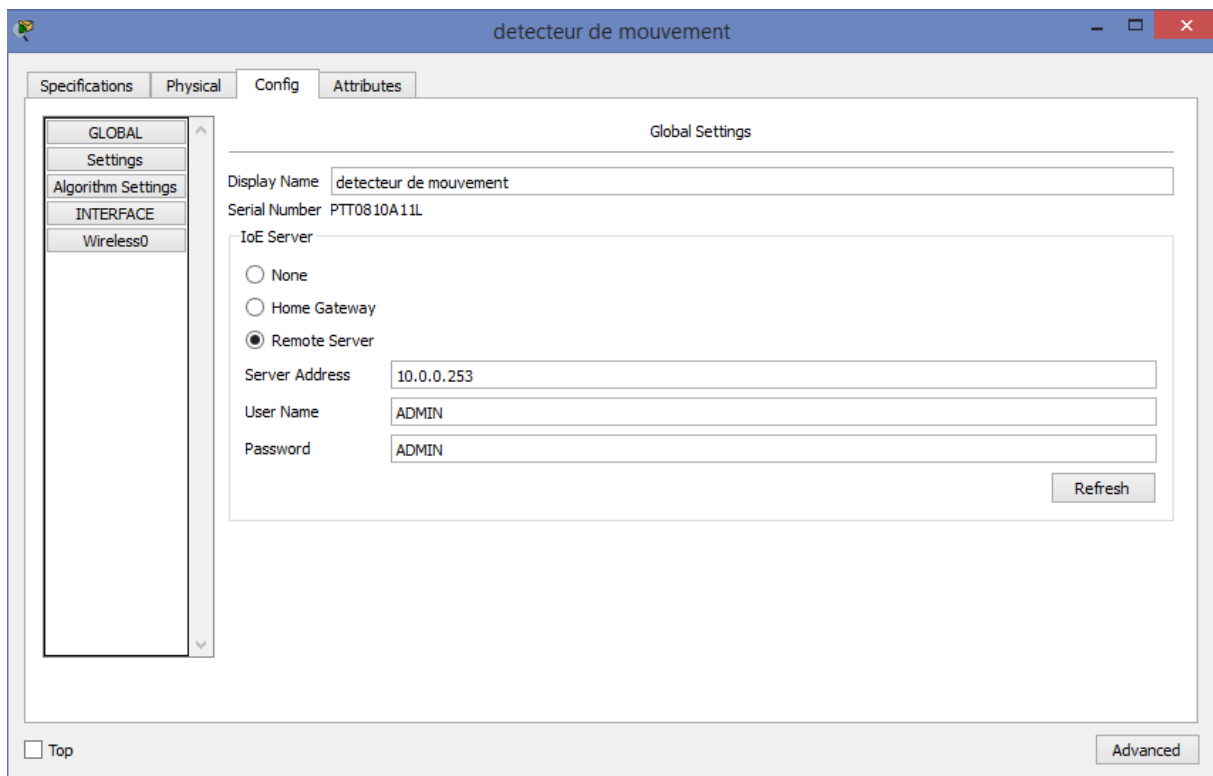 detecteur de mouvement
Specifications Physical Config Attributes
GLOBAL
Settings
Algorithm Settings
INTERFACE
Wireless0
Global Settings
Display Name detecteur de mouvement
Serial Number PTT0810A11L
IoE Server
None
Home Gateway
Remote Server
Server Address 10.0.0.253
User Name ADMIN
Password ADMIN
Refresh
Top Advanced